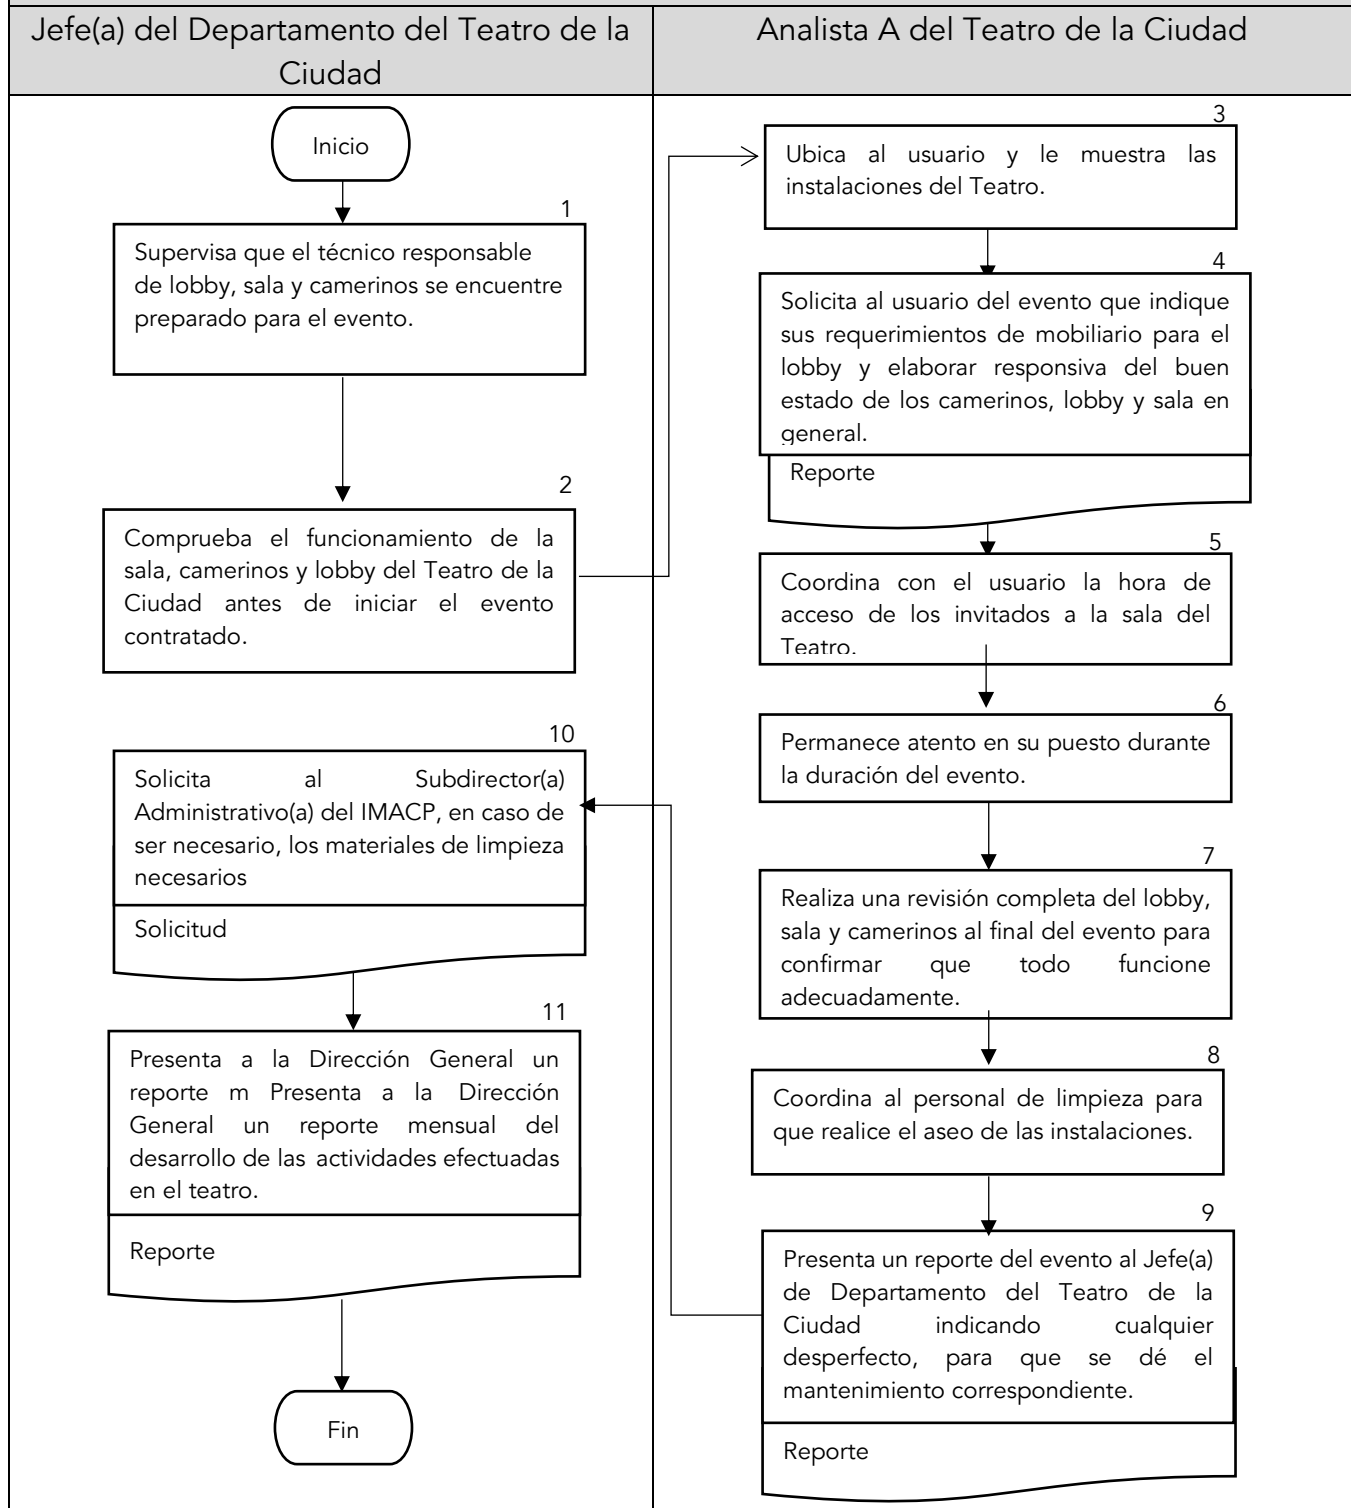 Jefe(a) del Departamento del Teatro de la
Ciudad
Analista A del Teatro de la Ciudad
Inicio
1
Supervisa que el técnico responsable
de lobby, sala y camerinos se encuentre
preparado para el evento.
2
Comprueba el funcionamiento de la
sala, camerinos y lobby del Teatro de la
Ciudad antes de iniciar el evento
contratado.
3
Ubica al usuario y le muestra las
instalaciones del Teatro.
4
Solicita al usuario del evento que indique
sus requerimientos de mobiliario para el
lobby y elaborar responsiva del buen
estado de los camerinos, lobby y sala en
general.
Reporte
5
Coordina con el usuario la hora de
acceso de los invitados a la sala del
Teatro.
6
Permanece atento en su puesto durante
la duración del evento.
7
Realiza una revisión completa del lobby,
sala y camerinos al final del evento para
confirmar que todo funcione
adecuadamente.
8
Coordina al personal de limpieza para
que realice el aseo de las instalaciones.
9
Presenta un reporte del evento al Jefe(a)
de Departamento del Teatro de la
Ciudad indicando cualquier
desperfecto, para que se dé el
mantenimiento correspondiente.
Reporte
10
Solicita al Subdirector(a)
Administrativo(a) del IMACP, en caso de
ser necesario, los materiales de limpieza
necesarios
Solicitud
11
Presenta a la Dirección General un
reporte m Presenta a la Dirección
General un reporte mensual del
desarrollo de las actividades efectuadas
en el teatro.
Reporte
Fin